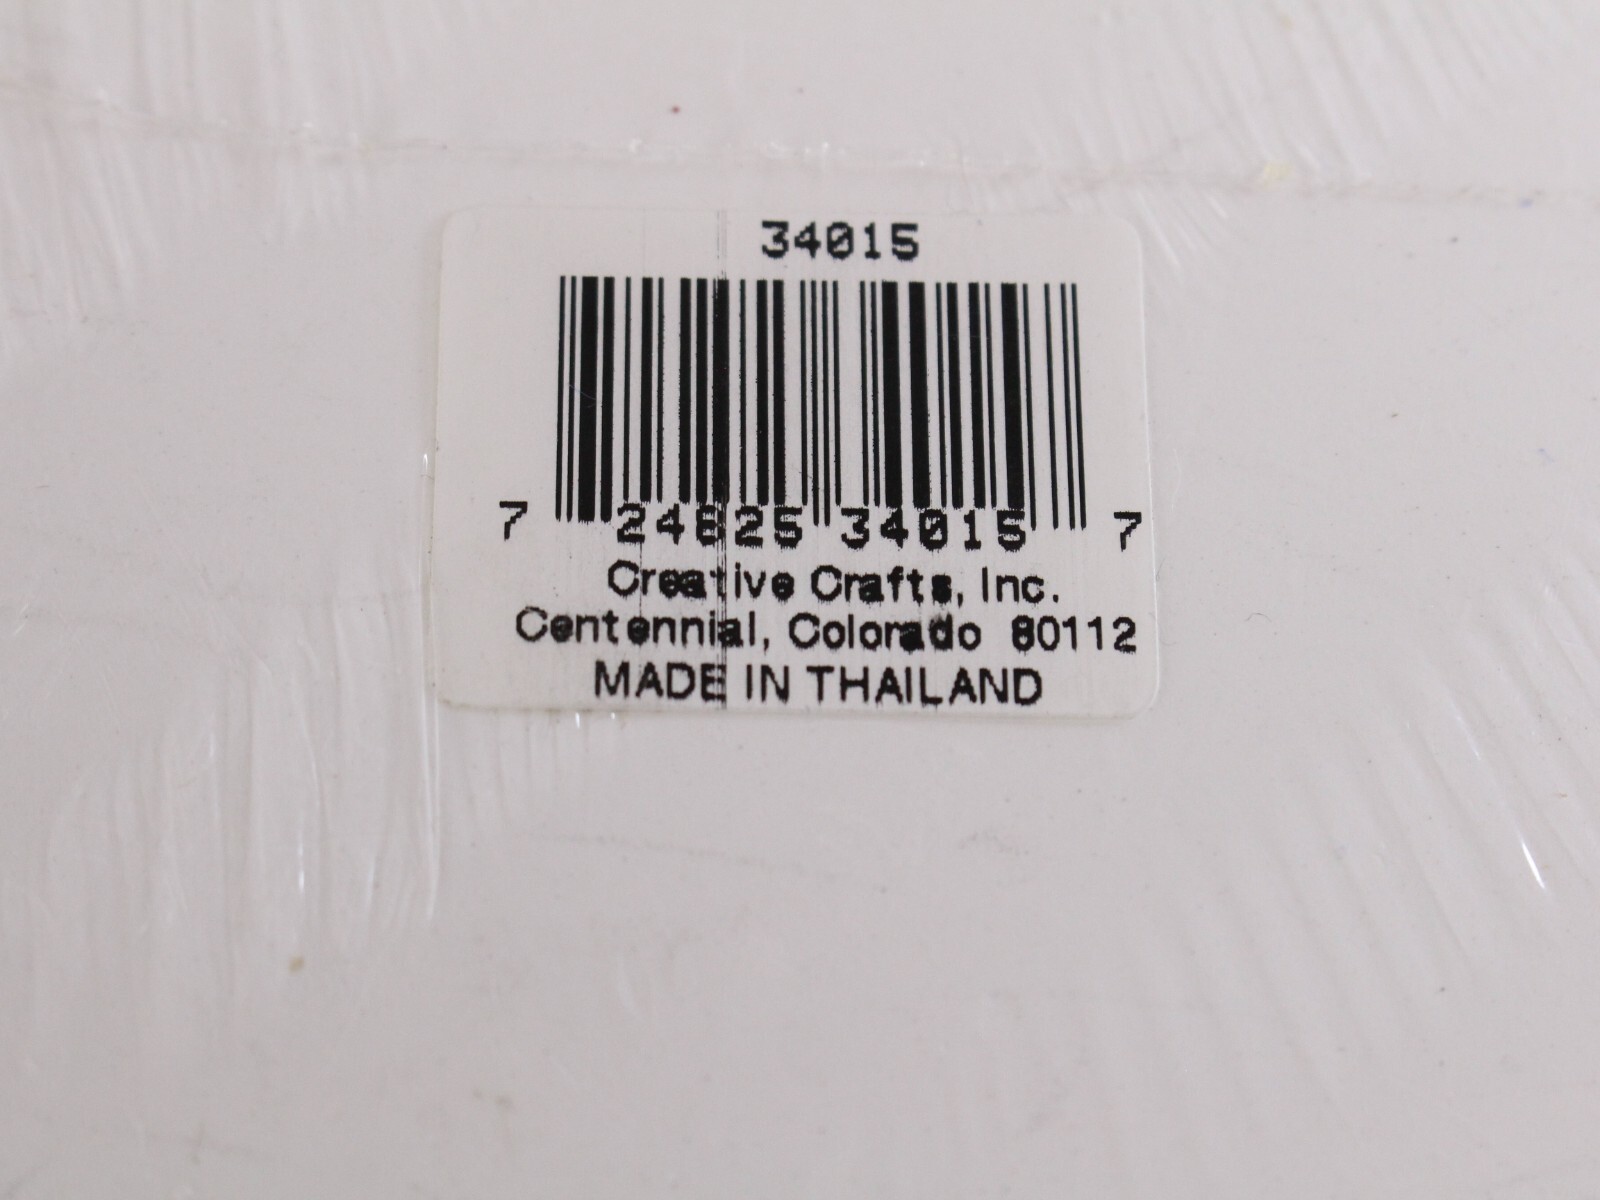 34015
7 24825 34015 7
Creative Crafts, Inc.
Centennial, Colorado 80112
MADE IN THAILAND